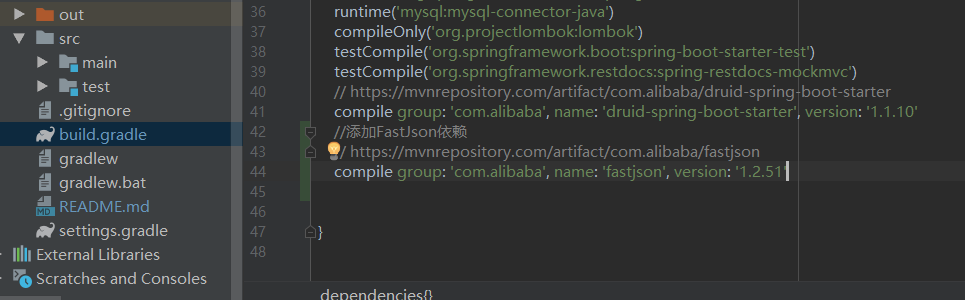 out
src
main
test
.gitignore
build.gradle
gradlew
gradlew.bat
README.md
settings.gradle
External Libraries
Scratches and Consoles
36 runtime('mysql:mysql-connector-java')
37 compileOnly('org.projectlombok:lombok')
38 testCompile('org.springframework.boot:spring-boot-starter-test')
39 testCompile('org.springframework.restdocs:spring-restdocs-mockmvc')
40 // https://mvnrepository.com/artifact/com.alibaba/druid-spring-boot-starter
41 compile group: 'com.alibaba', name: 'druid-spring-boot-starter', version: '1.1.10'
42 //添加FastJson依赖
43 / https://mvnrepository.com/artifact/com.alibaba/fastjson
44 compile group: 'com.alibaba', name: 'fastjson', version: '1.2.51'
45
46
47 }
48
dependencies{}